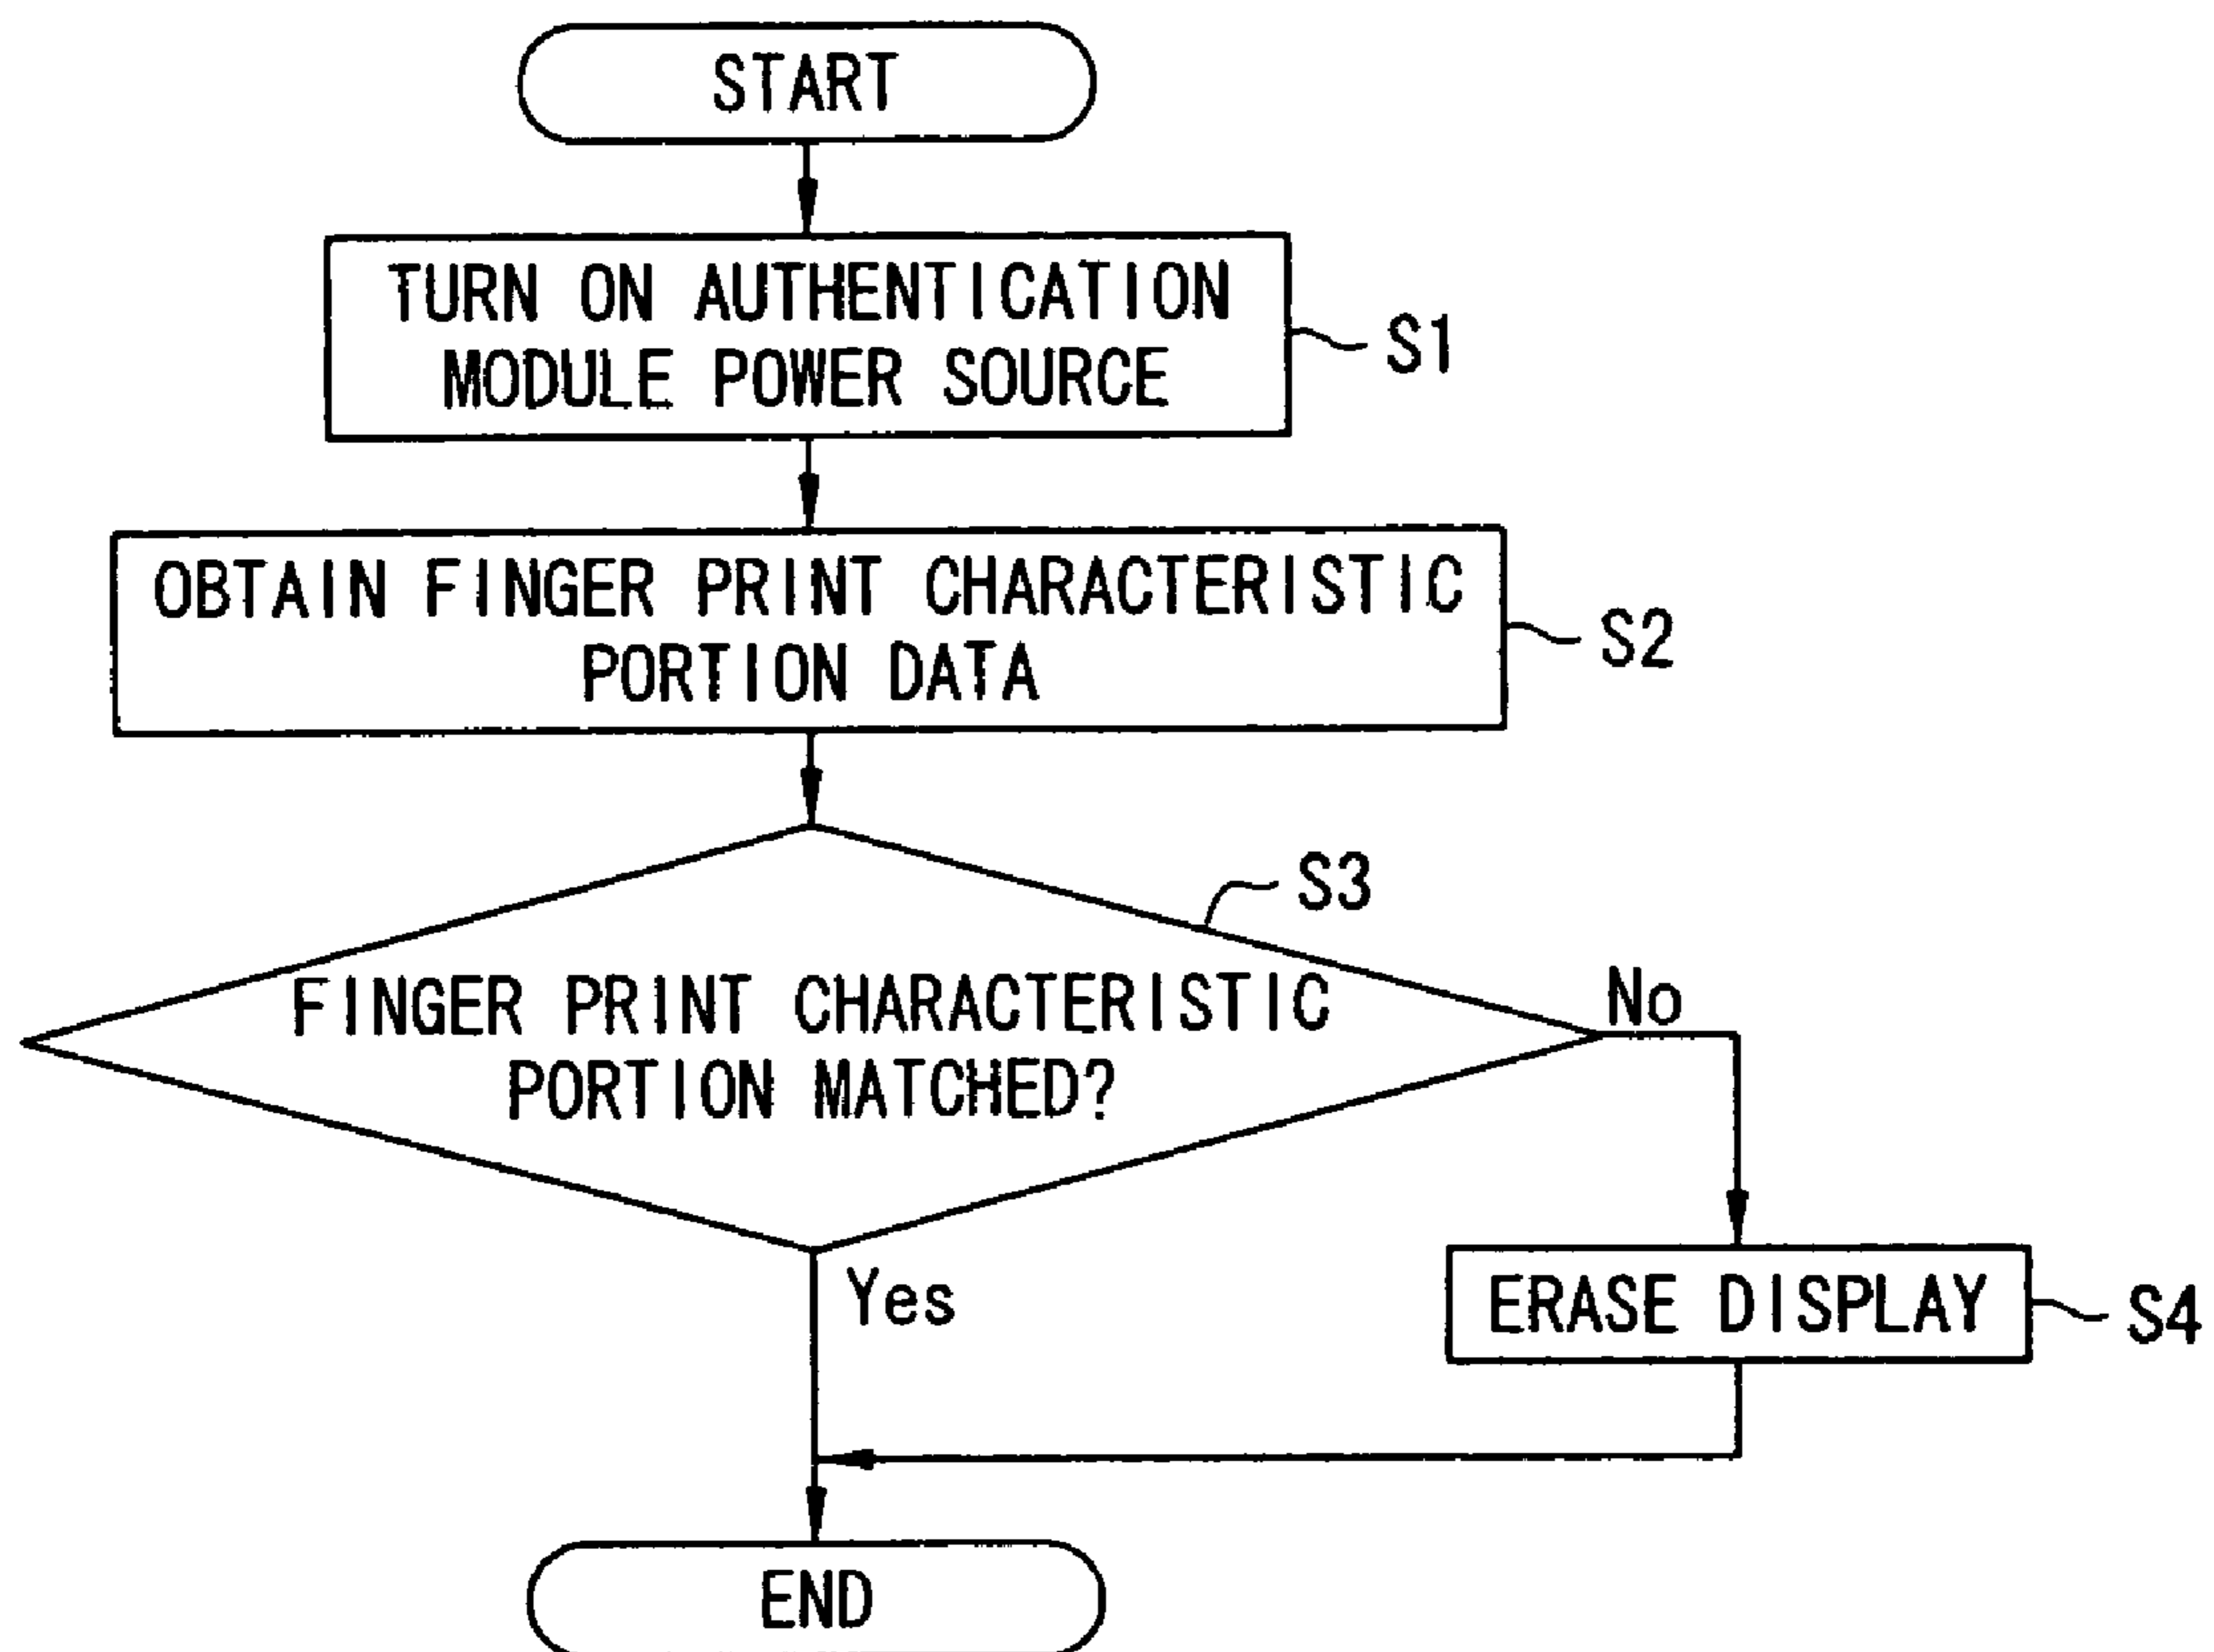 START
TURN ON AUTHENTICATION
MODULE POWER SOURCE
S1
OBTAIN FINGER PRINT CHARACTERISTIC
PORTION DATA
S2
S3
FINGER PRINT CHARACTERISTIC
PORTION MATCHED?
No
Yes
ERASE DISPLAY
S4
END